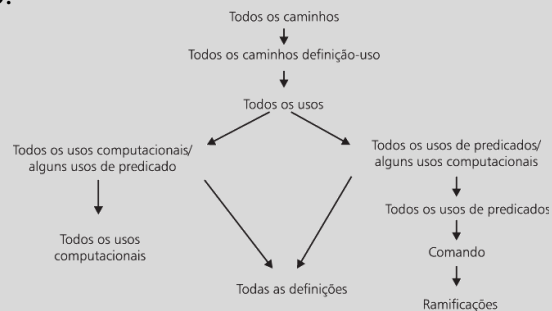 Todos os caminhos
Todos os caminhos definição-uso
Todos os usos
Todos os usos computacionais/
alguns usos de predicado
Todos os usos de predicados/
alguns usos computacionais
Todos os usos
computacionais
Todos os usos de predicados
Comando
Todas as definições
Ramificações